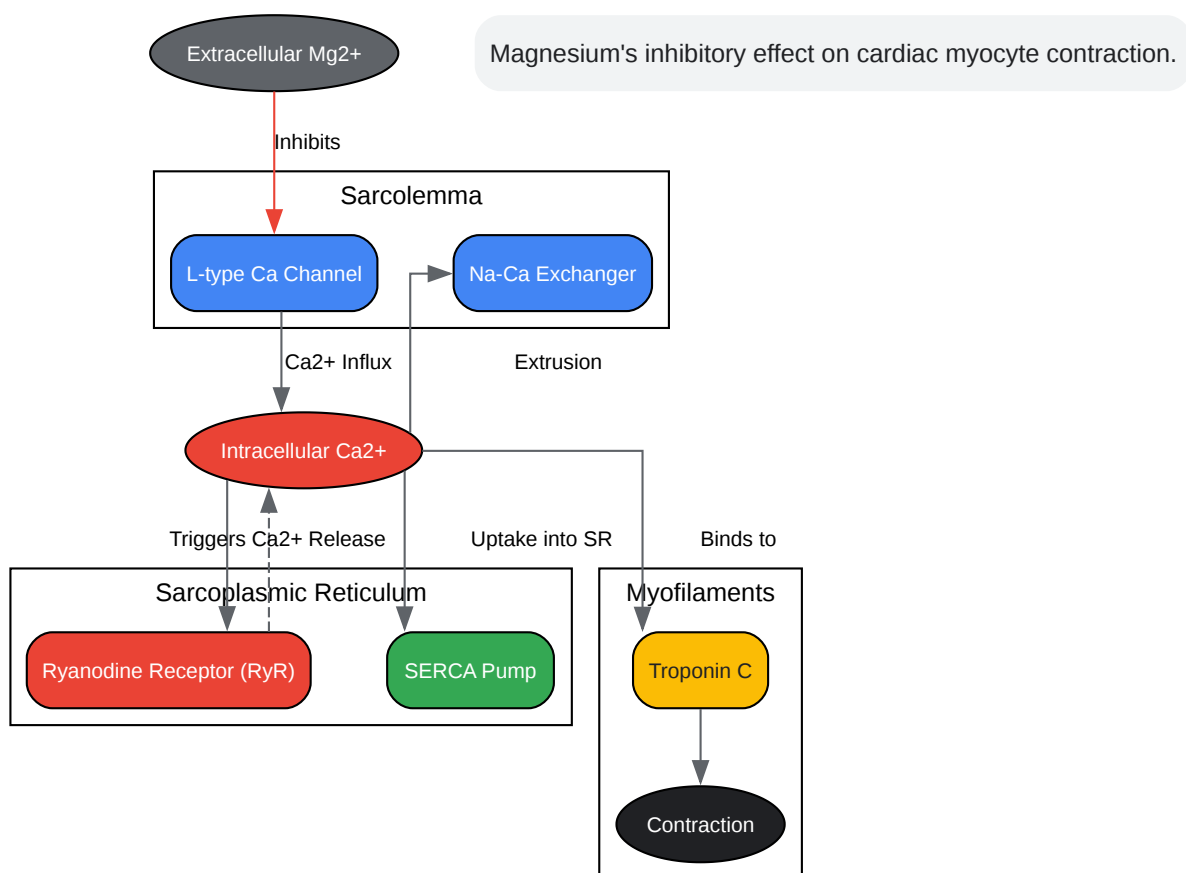 Extracellular Mg2+
Magnesium's inhibitory effect on cardiac myocyte contraction.
Inhibits
Sarcolemma
L-type Ca Channel
Na-Ca Exchanger
Ca2+ Influx
Extrusion
Intracellular Ca2+
Triggers Ca2+ Release
Uptake into SR
Binds to
Sarcoplasmic Reticulum
Myofilaments
Ryanodine Receptor (RyR)
SERCA Pump
Troponin C
Contraction